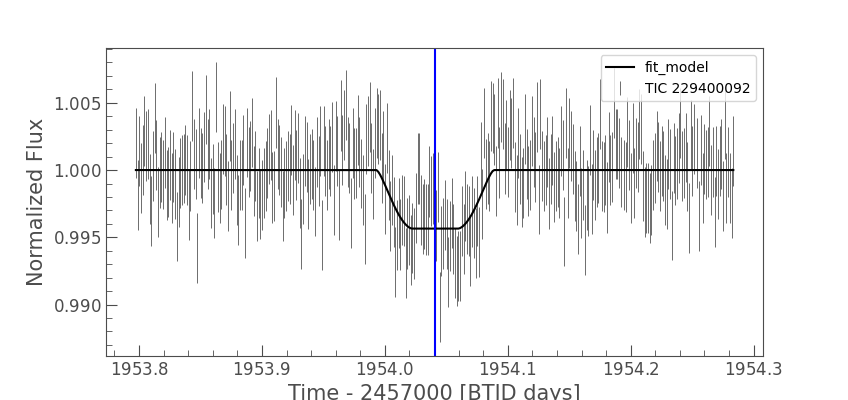 fit_model
TIC 229400092
1.005
1.000
0.995
0.990
Normalized Flux
1953.8 1953.9 1954.0 1954.1 1954.2 1954.3
Time - 2457000 [BTJD days]